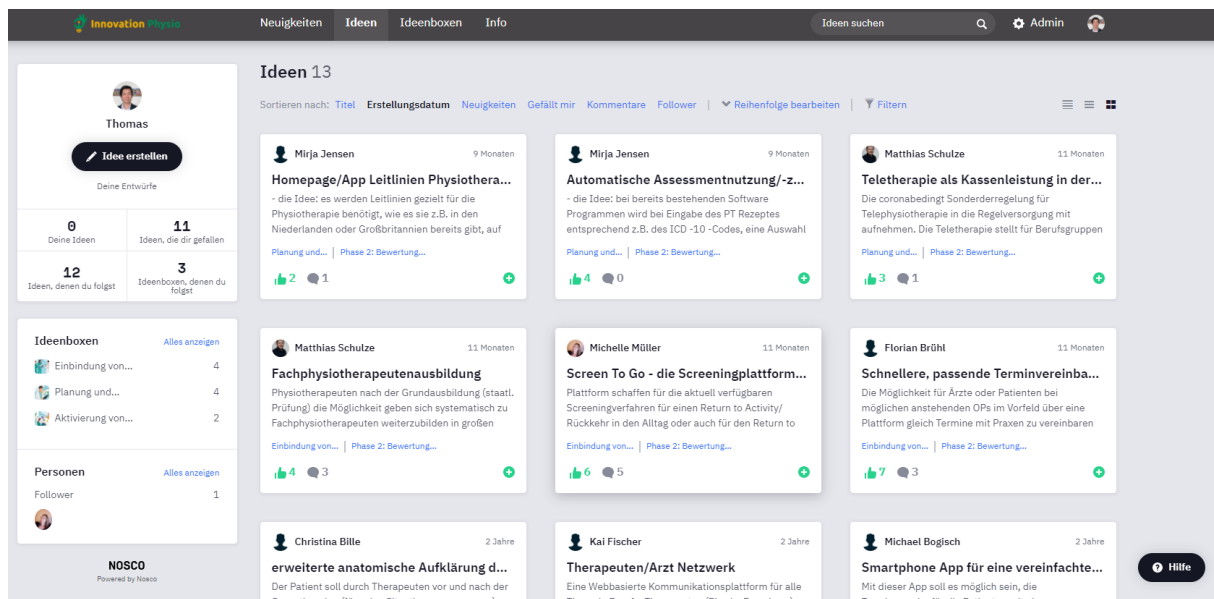 Innovation Physio
Neuigkeiten Ideen Ideenboxen Info
Ideen suchen
Admin
Thomas
Idee erstellen
Deine Entwürfe
0 11
Deine Ideen Ideen, die dir gefallen
12 3
Ideen, denen du folgst Ideenboxen, denen du
folgst
Ideenboxen Alles anzeigen
Einbindung von... 4
Planung und... 4
Aktivierung von... 2
Personen Alles anzeigen
Follower 1
NOSCO
Powered by Nosco
Ideen 13
Sortieren nach: Titel Erstellungsdatum Neuigkeiten Gefällt mir Kommentare Follower | Reihenfolge bearbeiten | Filtern
Mirja Jensen 9 Monaten
Homepage/App Leitlinien Physiothera...
- die Idee: es werden Leitlinien gezielt für die
Physiotherapie benötigt, wie es sie z.B. in den
Niederlanden oder Großbritannien bereits gibt, auf
Planung und... | Phase 2: Bewertung...
2 1
Mirja Jensen 9 Monaten
Automatische Assessmentnutzung/-z...
- die Idee: bei bereits bestehenden Software
Programmen wird bei Eingabe des PT Rezeptes
entsprechend z.B. des ICD -10 -Codes, eine Auswahl
Planung und... | Phase 2: Bewertung...
4 0
Matthias Schulze 11 Monaten
Teletherapie als Kassenleistung in der...
Die coronabedingt Sonderderregelung für
Telephysiotherapie in die Regelversorgung mit
aufnehmen. Die Teletherapie stellt für Berufsgruppen
Planung und... | Phase 2: Bewertung...
3 1
Matthias Schulze 11 Monaten
Fachphysiotherapeutenausbildung
Physiotherapeuten nach der Grundausbildung (staatl.
Prüfung) die Möglichkeit geben sich systematisch zu
Fachphysiotherapeuten weiterzubilden in großen
Einbindung von... | Phase 2: Bewertung...
4 3
Michelle Müller 11 Monaten
Screen To Go - die Screeningplattform...
Plattform schaffen für die aktuell verfügbaren
Screeningverfahren für einen Return to Activity/
Rückkehr in den Alltag oder auch für den Return to
Einbindung von... | Phase 2: Bewertung...
6 5
Florian Brühl 11 Monaten
Schnellere, passende Terminvereinba...
Die Möglichkeit für Ärzte oder Patienten bei
möglichen anstehenden OPs im Vorfeld über eine
Plattform gleich Termine mit Praxen zu vereinbaren
Einbindung von... | Phase 2: Bewertung...
7 3
Christina Bille 2 Jahre
erweiterte anatomische Aufklärung d...
Der Patient soll durch Therapeuten vor und nach der
Kai Fischer 2 Jahre
Therapeuten/Arzt Netzwerk
Eine Webbasierte Kommunikationsplattform für alle
Michael Bogisch 2 Jahre
Smartphone App für eine vereinfachte...
Mit dieser App soll es möglich sein, die
Hilfe